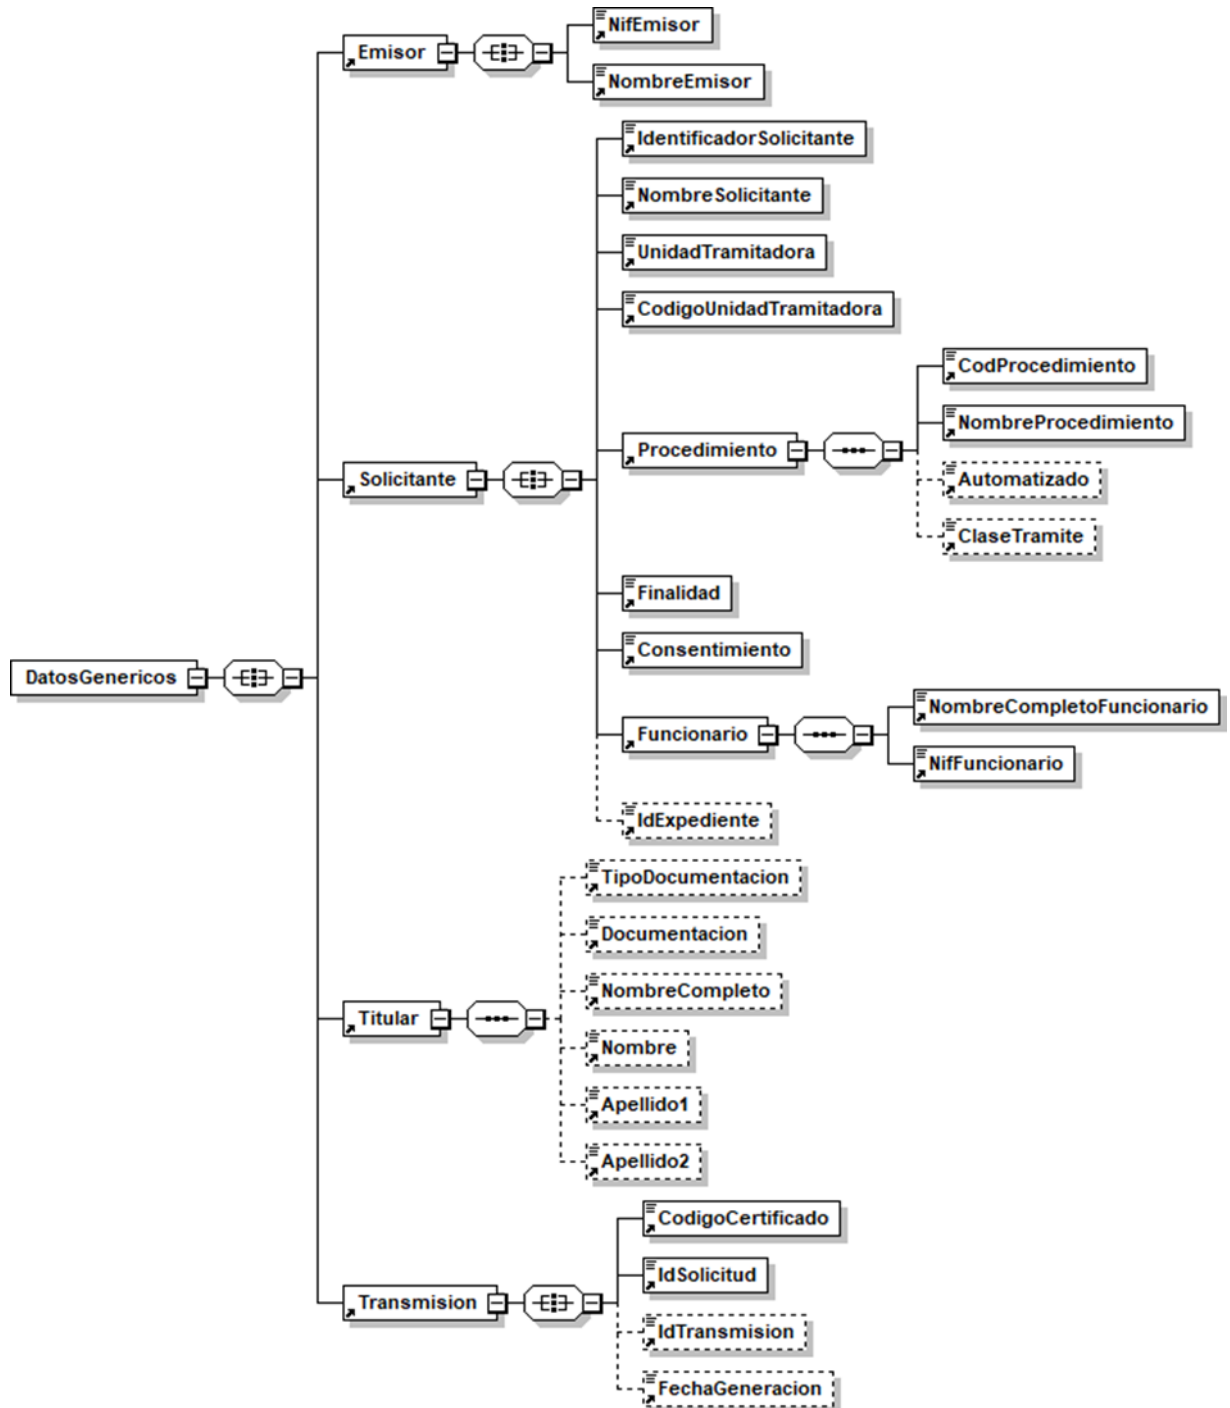 NifEmisor
Emisor
NombreEmisor
IdentificadorSolicitante
NombreSolicitante
UnidadTramitadora
CodigoUnidadTramitadora
CodProcedimiento
NombreProcedimiento
Procedimiento
Automatizado
Solicitante
ClaseTramite
Finalidad
Consentimiento
DatosGenericos
NombreCompletoFuncionario
Funcionario
NifFuncionario
IdExpediente
TipoDocumentacion
Documentacion
NombreCompleto
Titular
Nombre
Apellido1
Apellido2
CodigoCertificado
IdSolicitud
Transmision
IdTransmision
FechaGeneracion